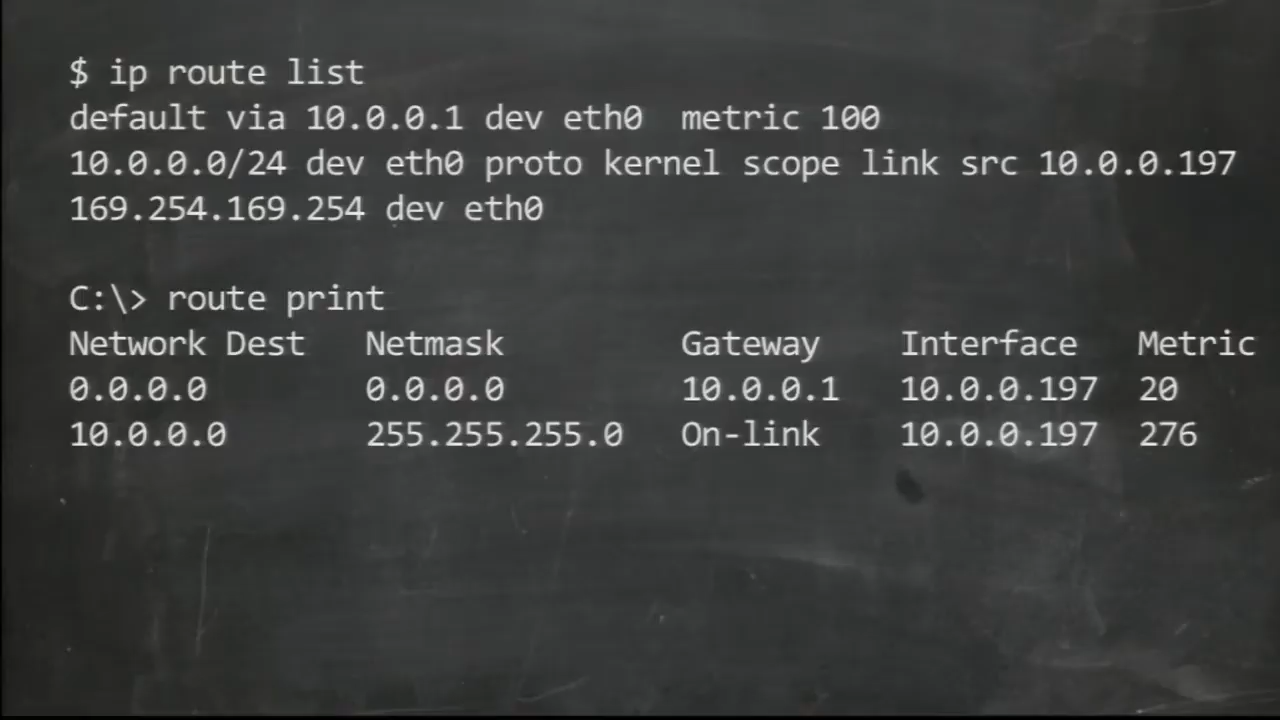 $ ip route list
default via 10.0.0.1 dev eth0  metric 100
10.0.0.0/24 dev eth0 proto kernel scope link src 10.0.0.197
169.254.169.254 dev eth0
C:\> route print
Network Dest   Netmask         Gateway    Interface   Metric
0.0.0.0        0.0.0.0         10.0.0.1   10.0.0.197  20
10.0.0.0       255.255.255.0   On-link    10.0.0.197  276